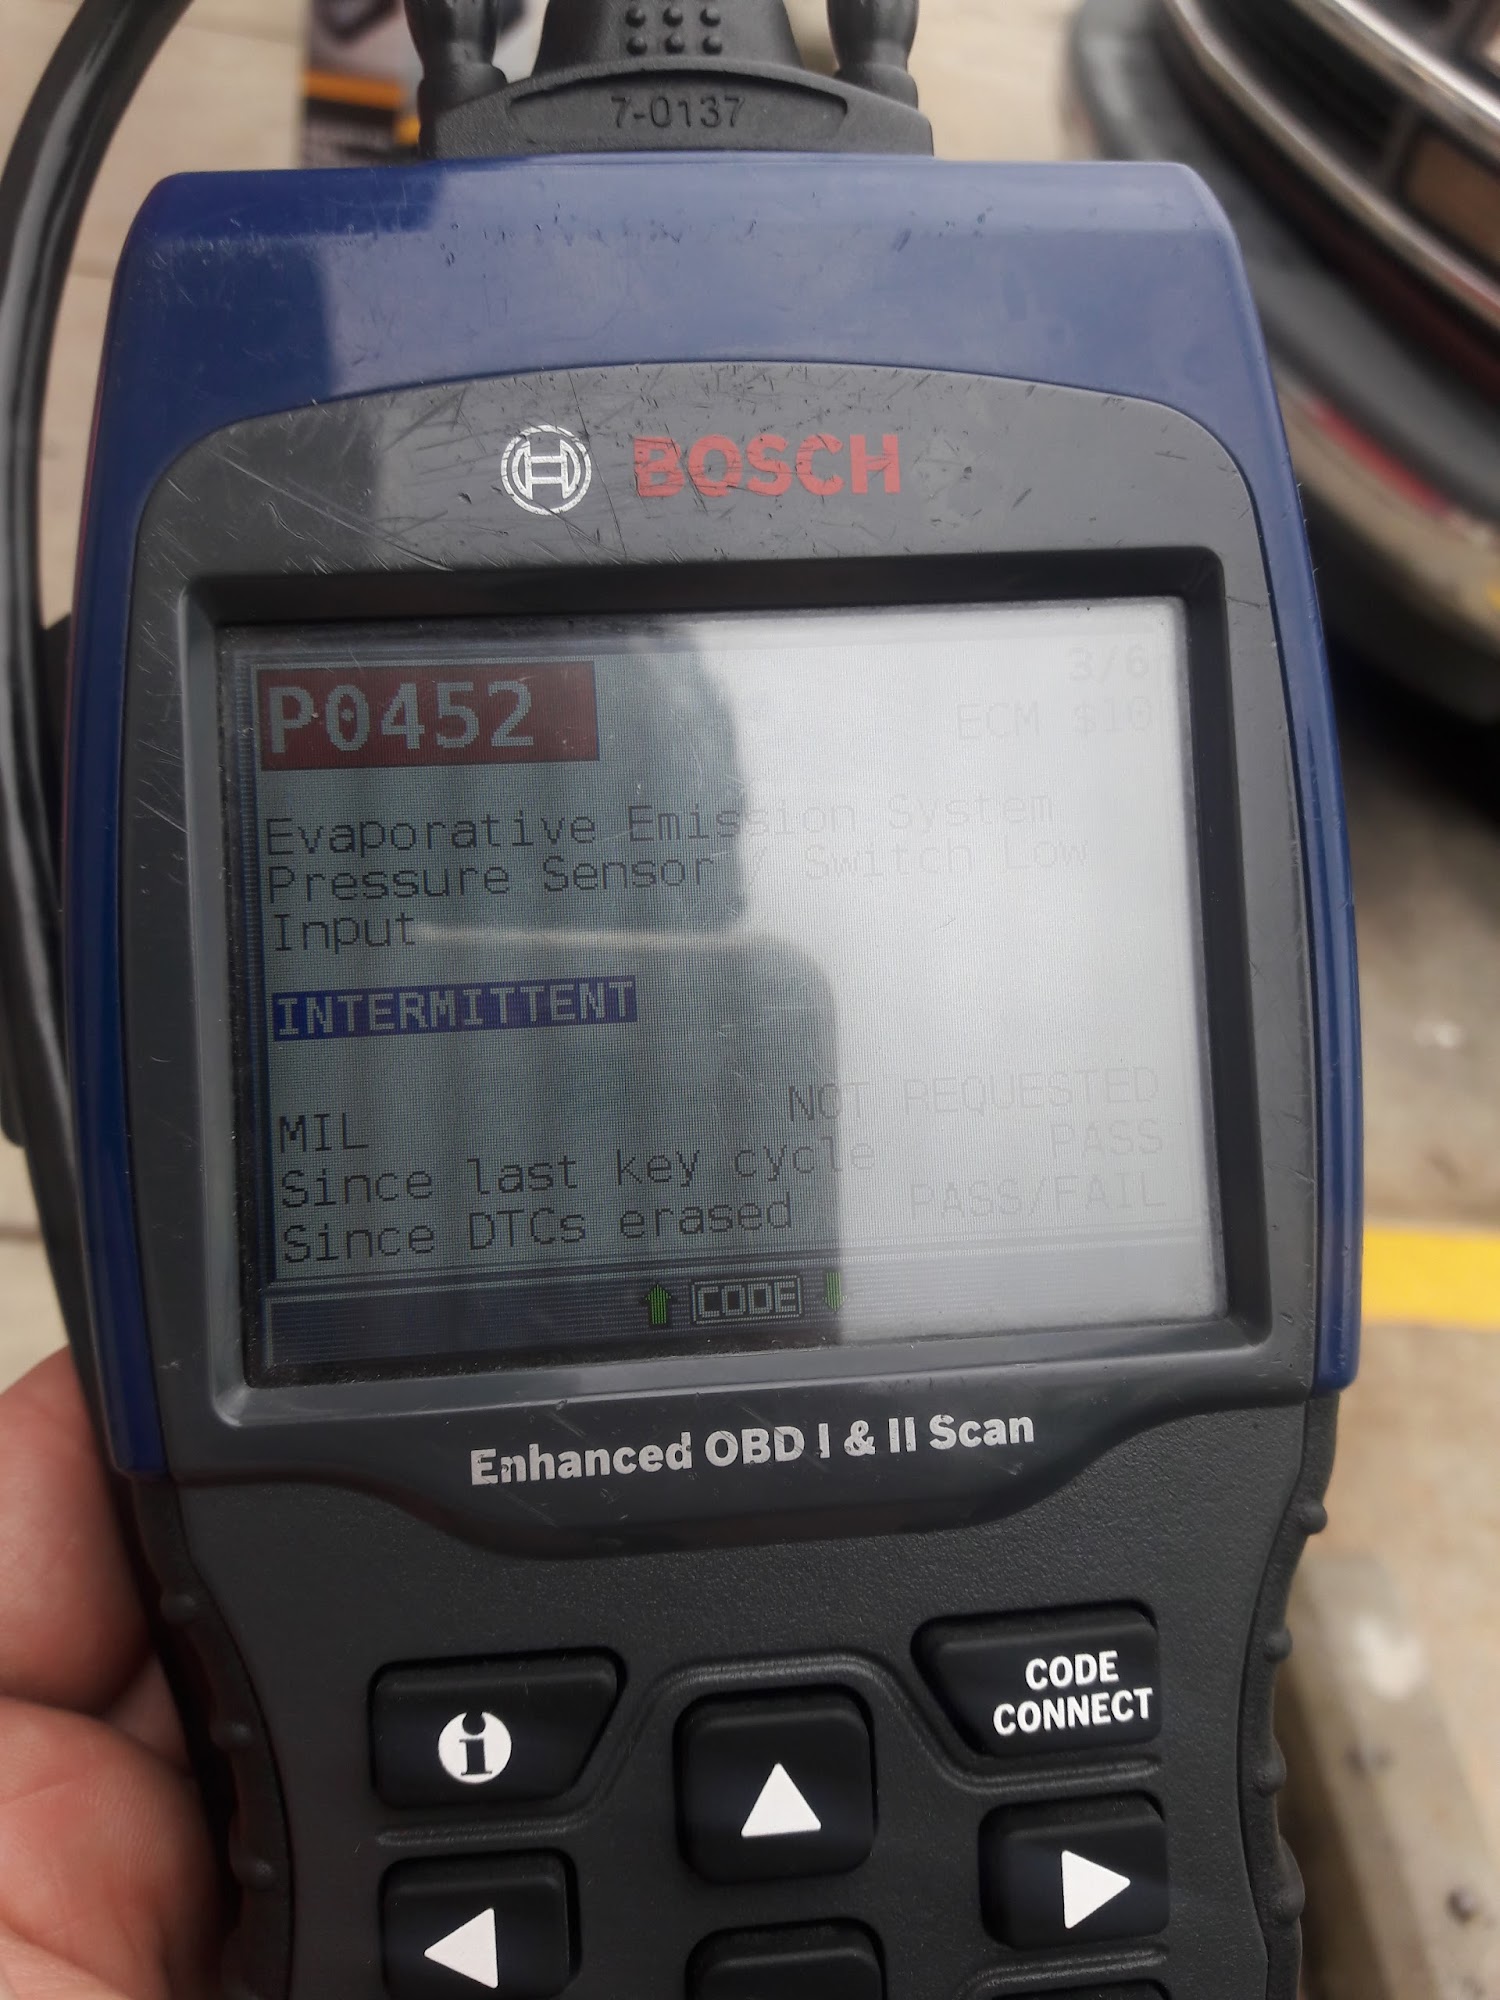 7-0137
BOSCH
P0452
3/6
ECM $10
Evaporative Emission System
Pressure Sensor / Switch Low
Input
INTERMITTENT
MIL NOT REQUESTED
Since last key cycle PASS
Since DTCs erased PASS/FAIL
CODE
Enhanced OBD I & II Scan
i
CODE
CONNECT